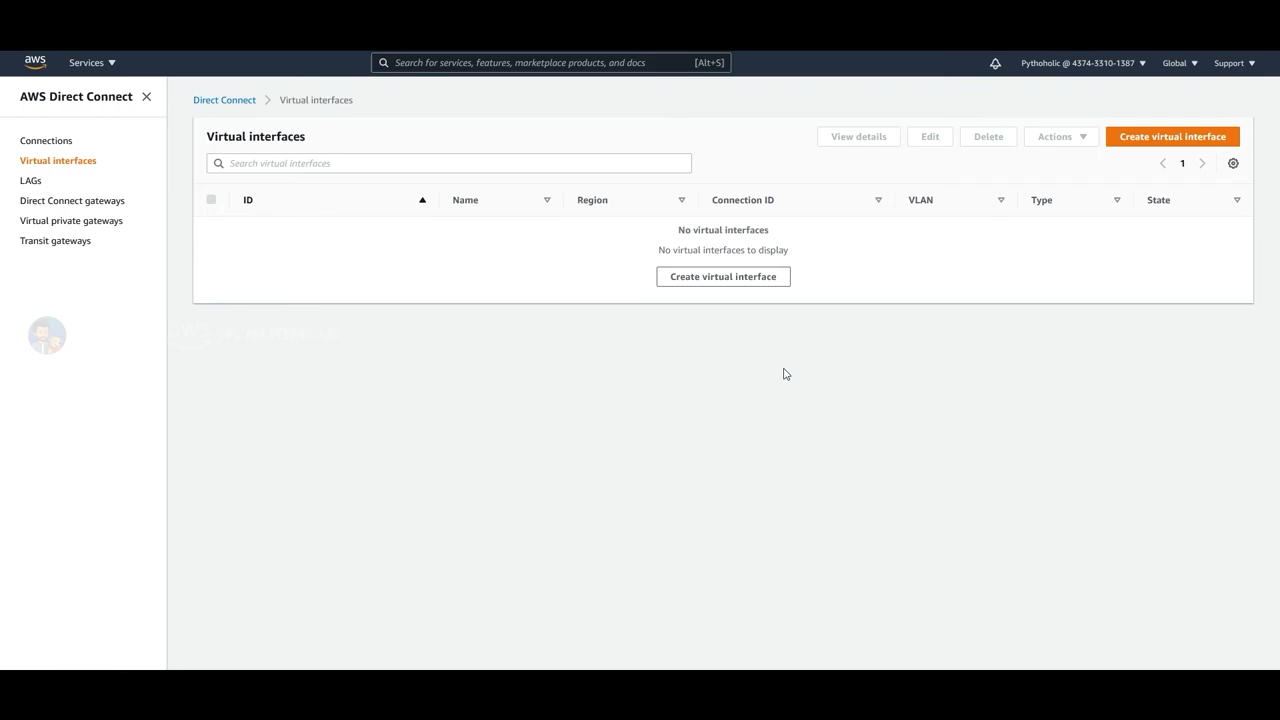 aws Services Search for services, features, marketplace products, and docs [Alt+S] Pythoholic @ 4374-3310-1387 Global Support
AWS Direct Connect
Connections
Virtual interfaces
LAGs
Direct Connect gateways
Virtual private gateways
Transit gateways
Direct Connect Virtual interfaces
Virtual interfaces View details Edit Delete Actions Create virtual interface
Search virtual interfaces 1
ID Name Region Connection ID VLAN Type State
No virtual interfaces
No virtual interfaces to display
Create virtual interface